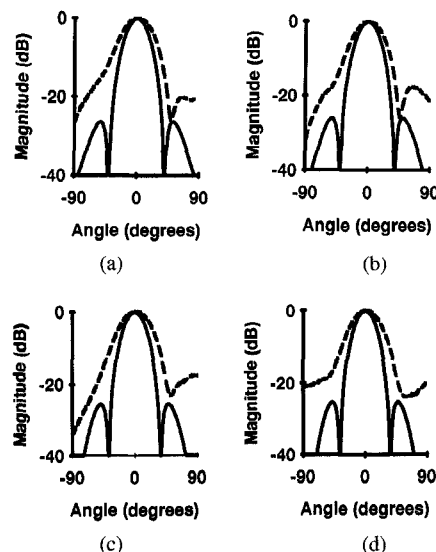 0
-20
-40
Magnitude (dB)
-90 0 90
Angle (degrees)
(a)
0
-20
-40
Magnitude (dB)
-90 0 90
Angle (degrees)
(b)
0
-20
-40
Magnitude (dB)
-90 0 90
Angle (degrees)
(c)
0
-20
-40
Magnitude (dB)
-90 0 90
Angle (degrees)
(d)